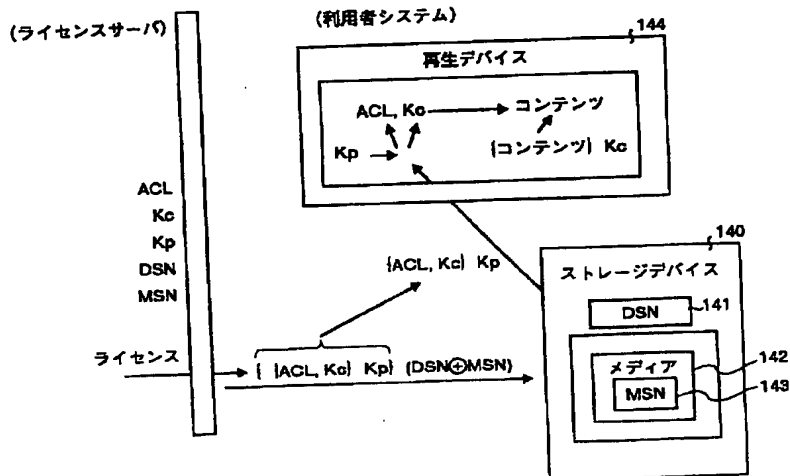 (ライセンスサーバ)
(利用者システム)
144
再生デバイス
ACL, Kc
コンテンツ
Kp
{コンテンツ} Kc
ACL
Kc
Kp
DSN
MSN
{ACL, Kc} Kp
140
ストレージデバイス
DSN
141
メディア
142
MSN
143
ライセンス
{ {ACL, Kc} Kp} (DSN⊕MSN)